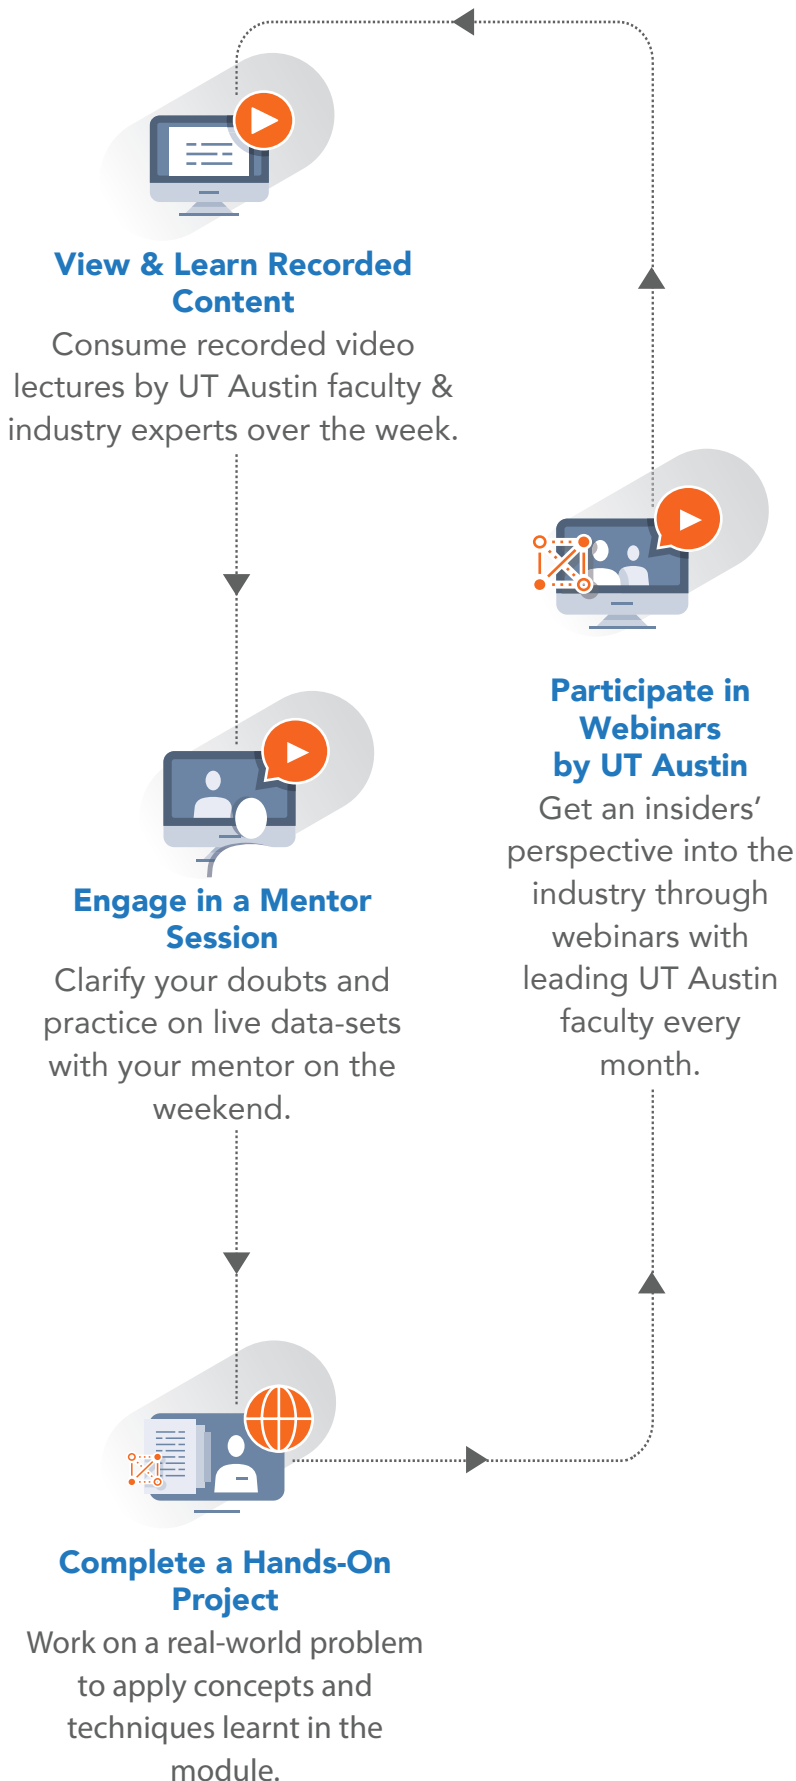 View & Learn Recorded
Content
Consume recorded video
lectures by UT Austin faculty &
industry experts over the week.
Engage in a Mentor
Session
Clarify your doubts and
practice on live data-sets
with your mentor on the
weekend.
Complete a Hands-On
Project
Work on a real-world problem
to apply concepts and
techniques learnt in the
module.
Participate in
Webinars
by UT Austin
Get an insiders’
perspective into the
industry through
webinars with
leading UT Austin
faculty every
month.